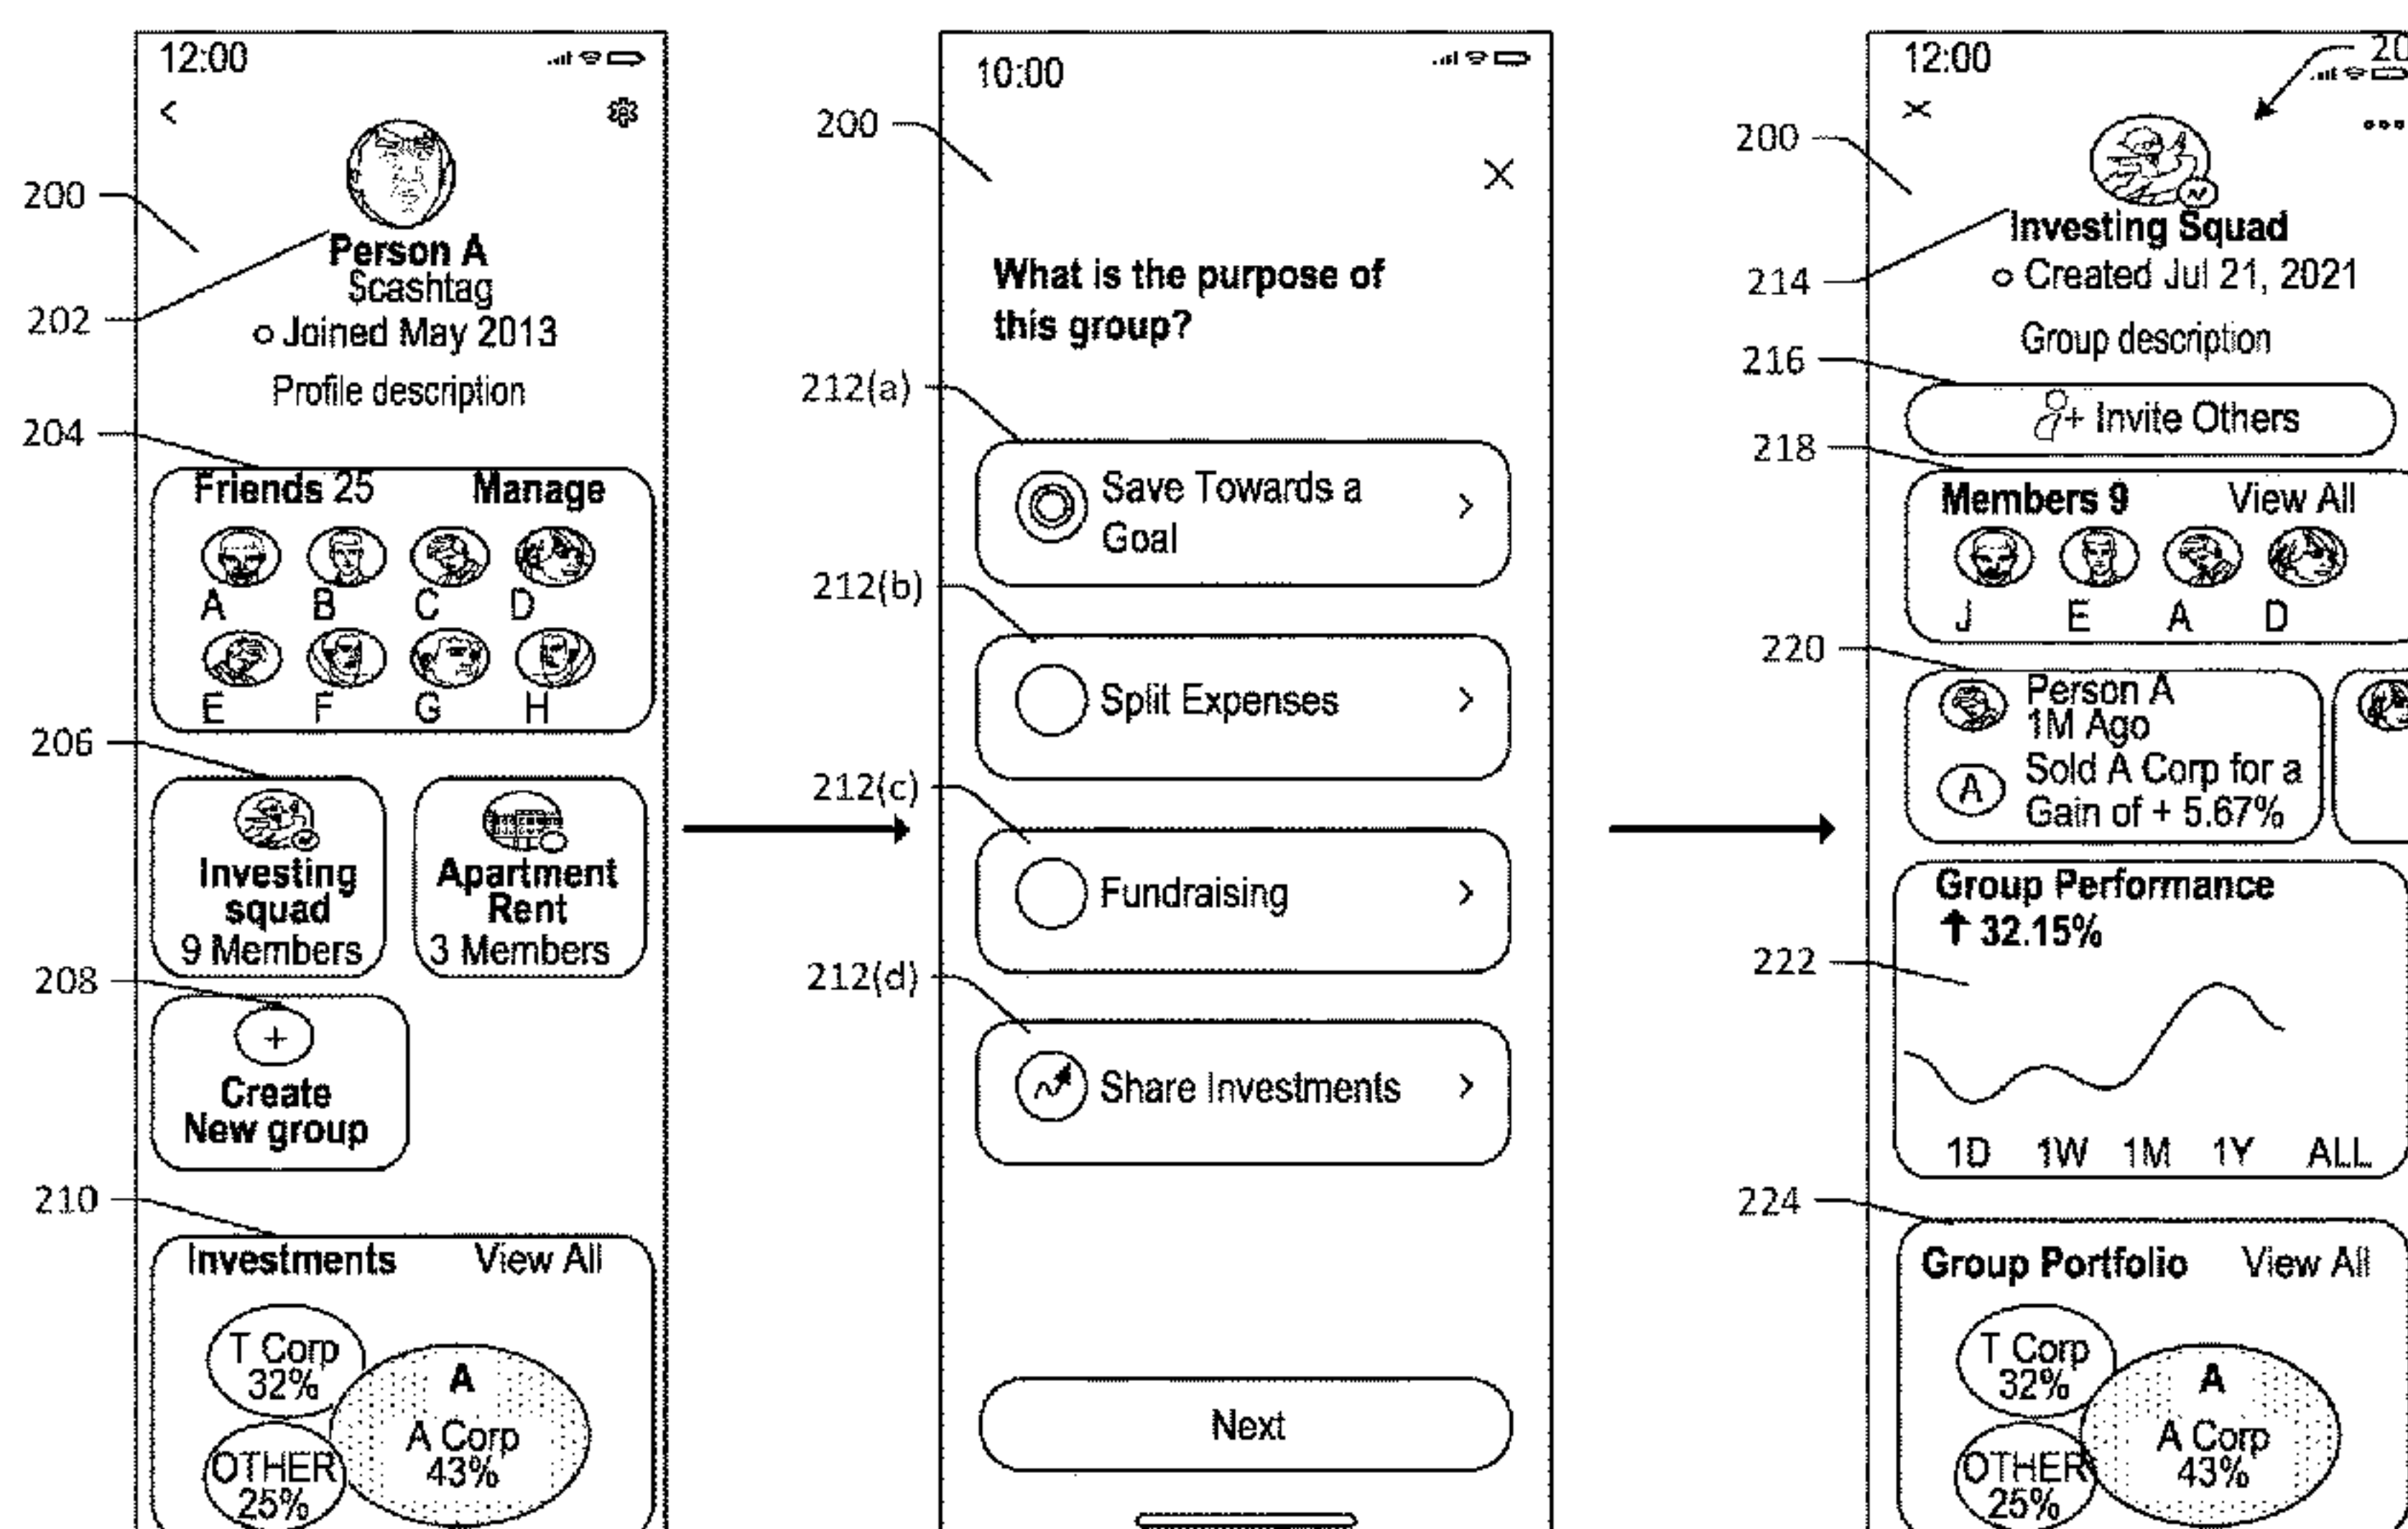 12:00
200
Person A
$cashtag
202
Joined May 2013
Profile description
204
Friends 25 Manage
A B C D
E F G H
206
Investing squad
9 Members
Apartment Rent
3 Members
208
+
Create
New group
210
Investments View All
T Corp
32%
A
A Corp
43%
OTHER
25%
10:00
200
What is the purpose of
this group?
212(a)
Save Towards a
Goal
212(b)
Split Expenses
212(c)
Fundraising
212(d)
Share Investments
Next
12:00
200
Investing Squad
214
Created Jul 21, 2021
Group description
216
+ Invite Others
218
Members 9 View All
J E A D
220
Person A
1M Ago
A
Sold A Corp for a
Gain of + 5.67%
Group Performance
32.15%
222
1D 1W 1M 1Y ALL
224
Group Portfolio View All
T Corp
32%
A
A Corp
43%
OTHER
25%